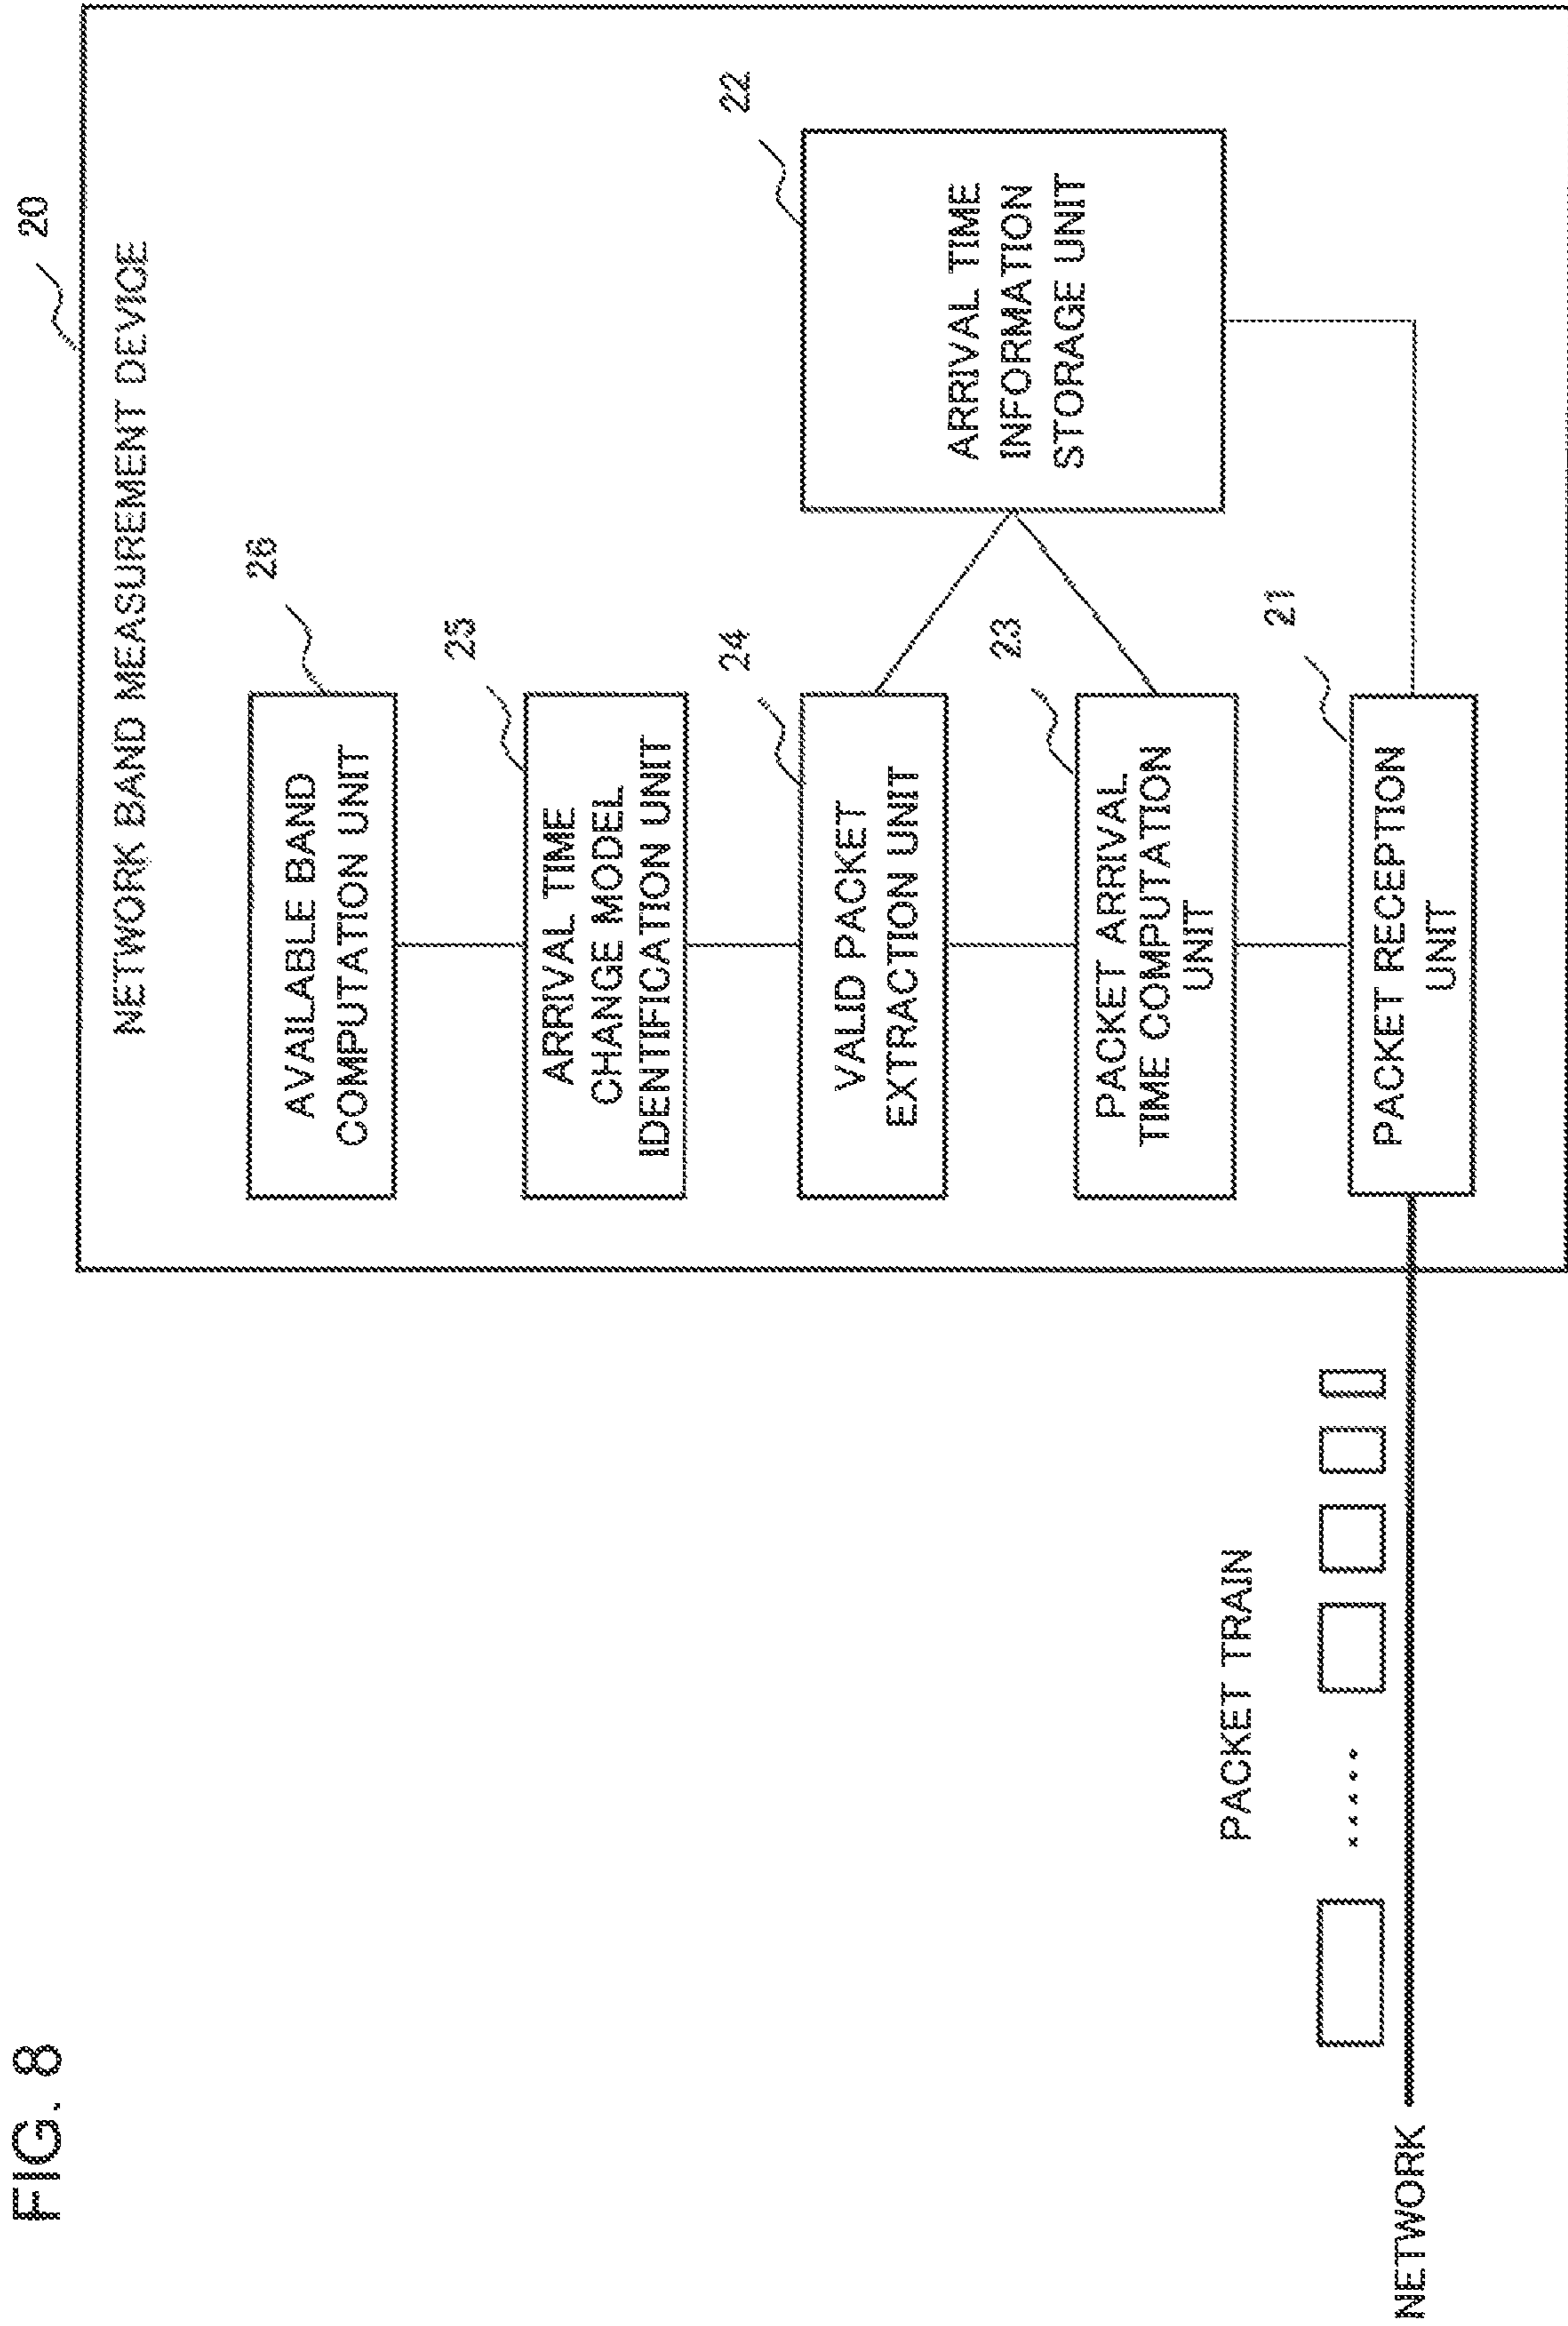 FIG. 8
NETWORK BAND MEASUREMENT DEVICE
20
AVAILABLE BAND
COMPUTATION UNIT
26
ARRIVAL TIME
CHANGE MODEL
IDENTIFICATION UNIT
25
VALID PACKET
EXTRACTION UNIT
24
PACKET ARRIVAL
TIME COMPUTATION
UNIT
23
ARRIVAL TIME
INFORMATION
STORAGE UNIT
22
PACKET RECEPTION
UNIT
21
PACKET TRAIN
.....
NETWORK